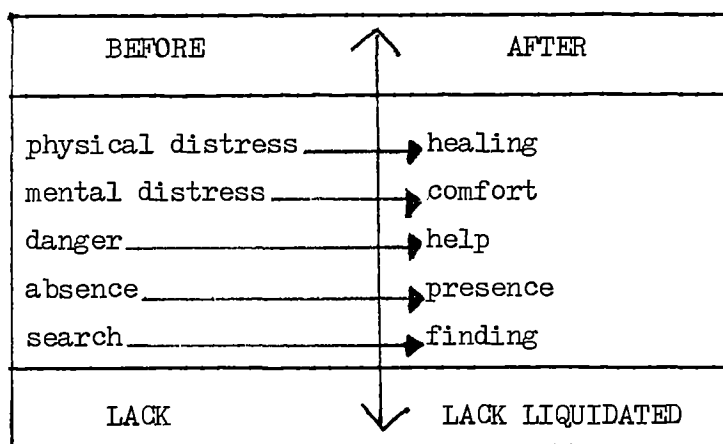 BEFORE AFTER
physical distress healing
mental distress comfort
danger help
absence presence
search finding
LACK LACK LIQUIDATED